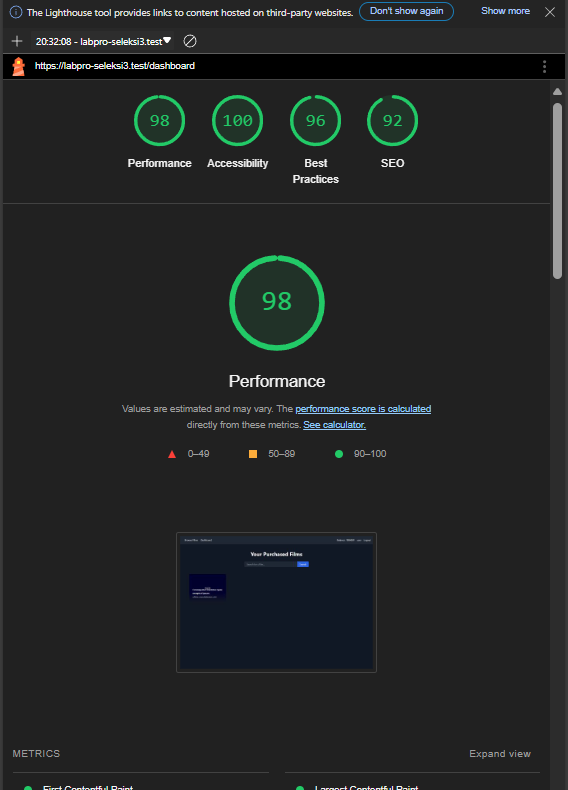 The Lighthouse tool provides links to content hosted on third-party websites. Don't show again Show more
20:32:08 - labpro-seleksi3.test
https://labpro-seleksi3.test/dashboard
98 100 96 92
Performance Accessibility Best Practices SEO
98
Performance
Values are estimated and may vary. The performance score is calculated
directly from these metrics. See calculator.
0–49 50–89 90–100
Your Purchased Films
METRICS Expand view
First Contentful Paint Largest Contentful Paint